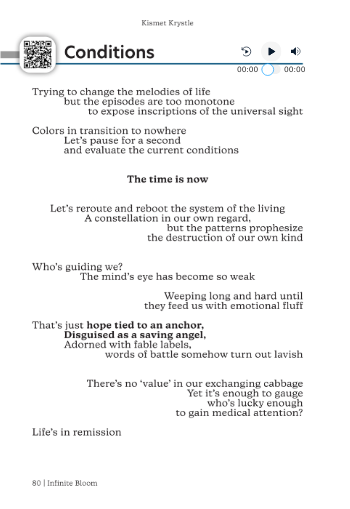 Kismet Krystle
Conditions
00:00 00:00
Trying to change the melodies of life
but the episodes are too monotone
to expose inscriptions of the universal sight
Colors in transition to nowhere
Let's pause for a second
and evaluate the current conditions
The time is now
Let's reroute and reboot the system of the living
A constellation in our own regard,
but the patterns prophesize
the destruction of our own kind
Who's guiding we?
The mind's eye has become so weak
Weeping long and hard until
they feed us with emotional fluff
That's just hope tied to an anchor,
Disguised as a saving angel,
Adorned with fable labels,
words of battle somehow turn out lavish
There's no 'value' in our exchanging cabbage
Yet it's enough to gauge
who's lucky enough
to gain medical attention?
Life's in remission
80 | Infinite Bloom